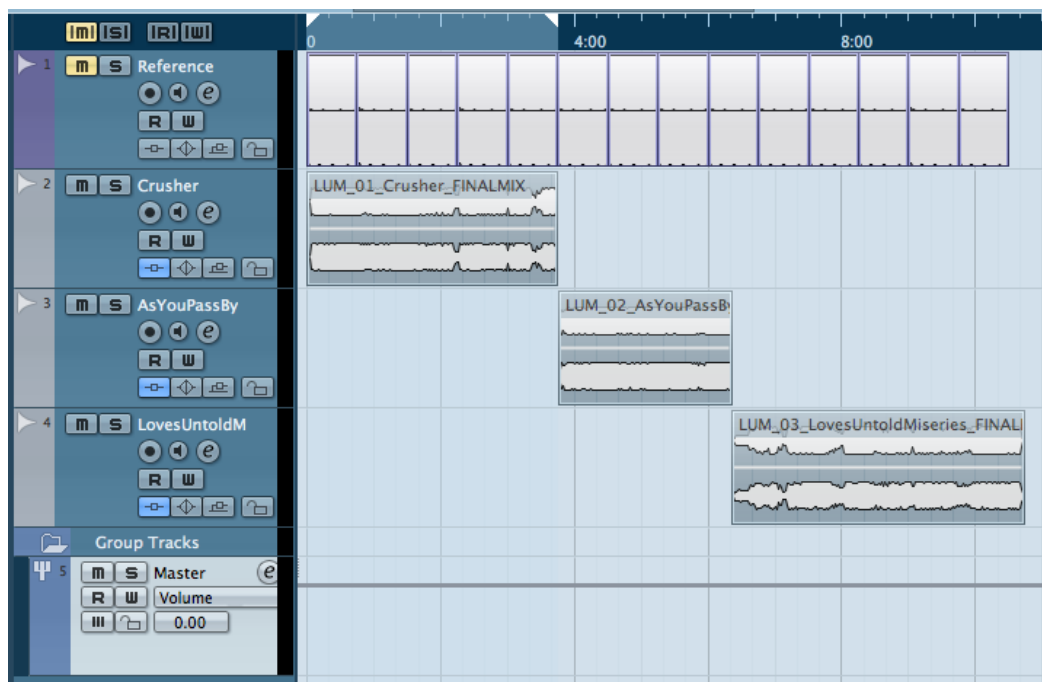 m S R W
0 4:00 8:00
1 m S Reference
e
R W
2 m S Crusher
e
R W
LUM_01_Crusher_FINALMIX
3 m S AsYouPassBy
e
R W
LUM_02_AsYouPassBy
4 m S LovesUntoldM
e
R W
LUM_03_LovesUntoldMiseries_FINAL
Group Tracks
5 m S Master e
R W Volume
0.00